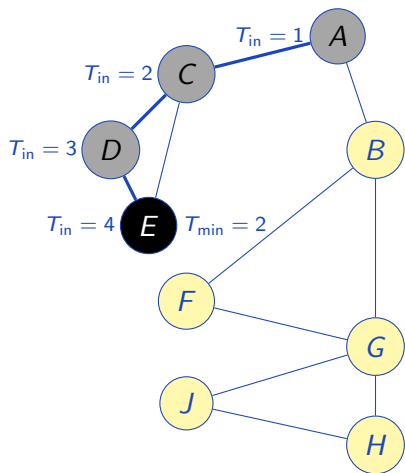 T_in = 1 A
T_in = 2 C
T_in = 3 D
B
T_in = 4 E T_min = 2
F
G
J
H